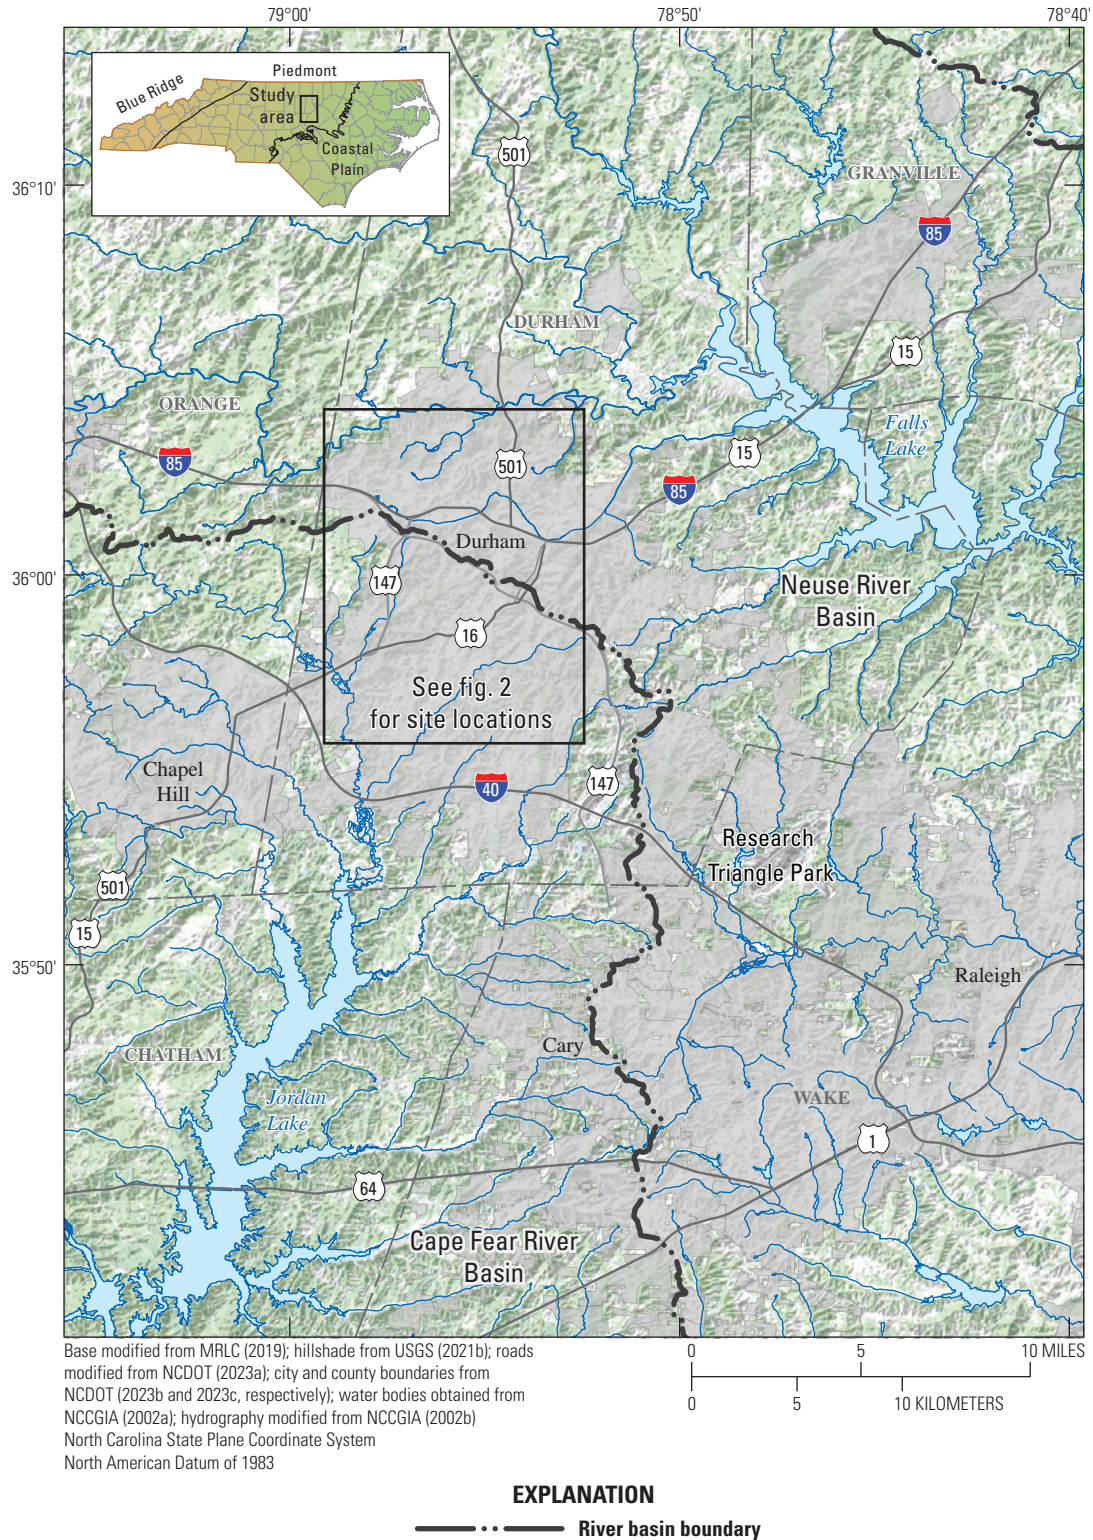 79°00'
78°50'
78°40'
Blue Ridge
Piedmont
Study
area
Coastal
Plain
501
36°10'
GRANVILLE
85
DURHAM
15
ORANGE
Falls
Lake
85
501
15
85
Durham
36°00'
147
Neuse River
Basin
16
See fig. 2
for site locations
Chapel
Hill
40
147
Research
Triangle Park
501
15
35°50'
Raleigh
Cary
CHATHAM
Jordan
Lake
WAKE
1
64
Cape Fear River
Basin
Base modified from MRLC (2019); hillshade from USGS (2021b); roads
modified from NCDOT (2023a); city and county boundaries from
NCDOT (2023b and 2023c, respectively); water bodies obtained from
NCCGIA (2002a); hydrography modified from NCCGIA (2002b)
North Carolina State Plane Coordinate System
North American Datum of 1983
0 5 10 MILES
0 5 10 KILOMETERS
EXPLANATION
River basin boundary